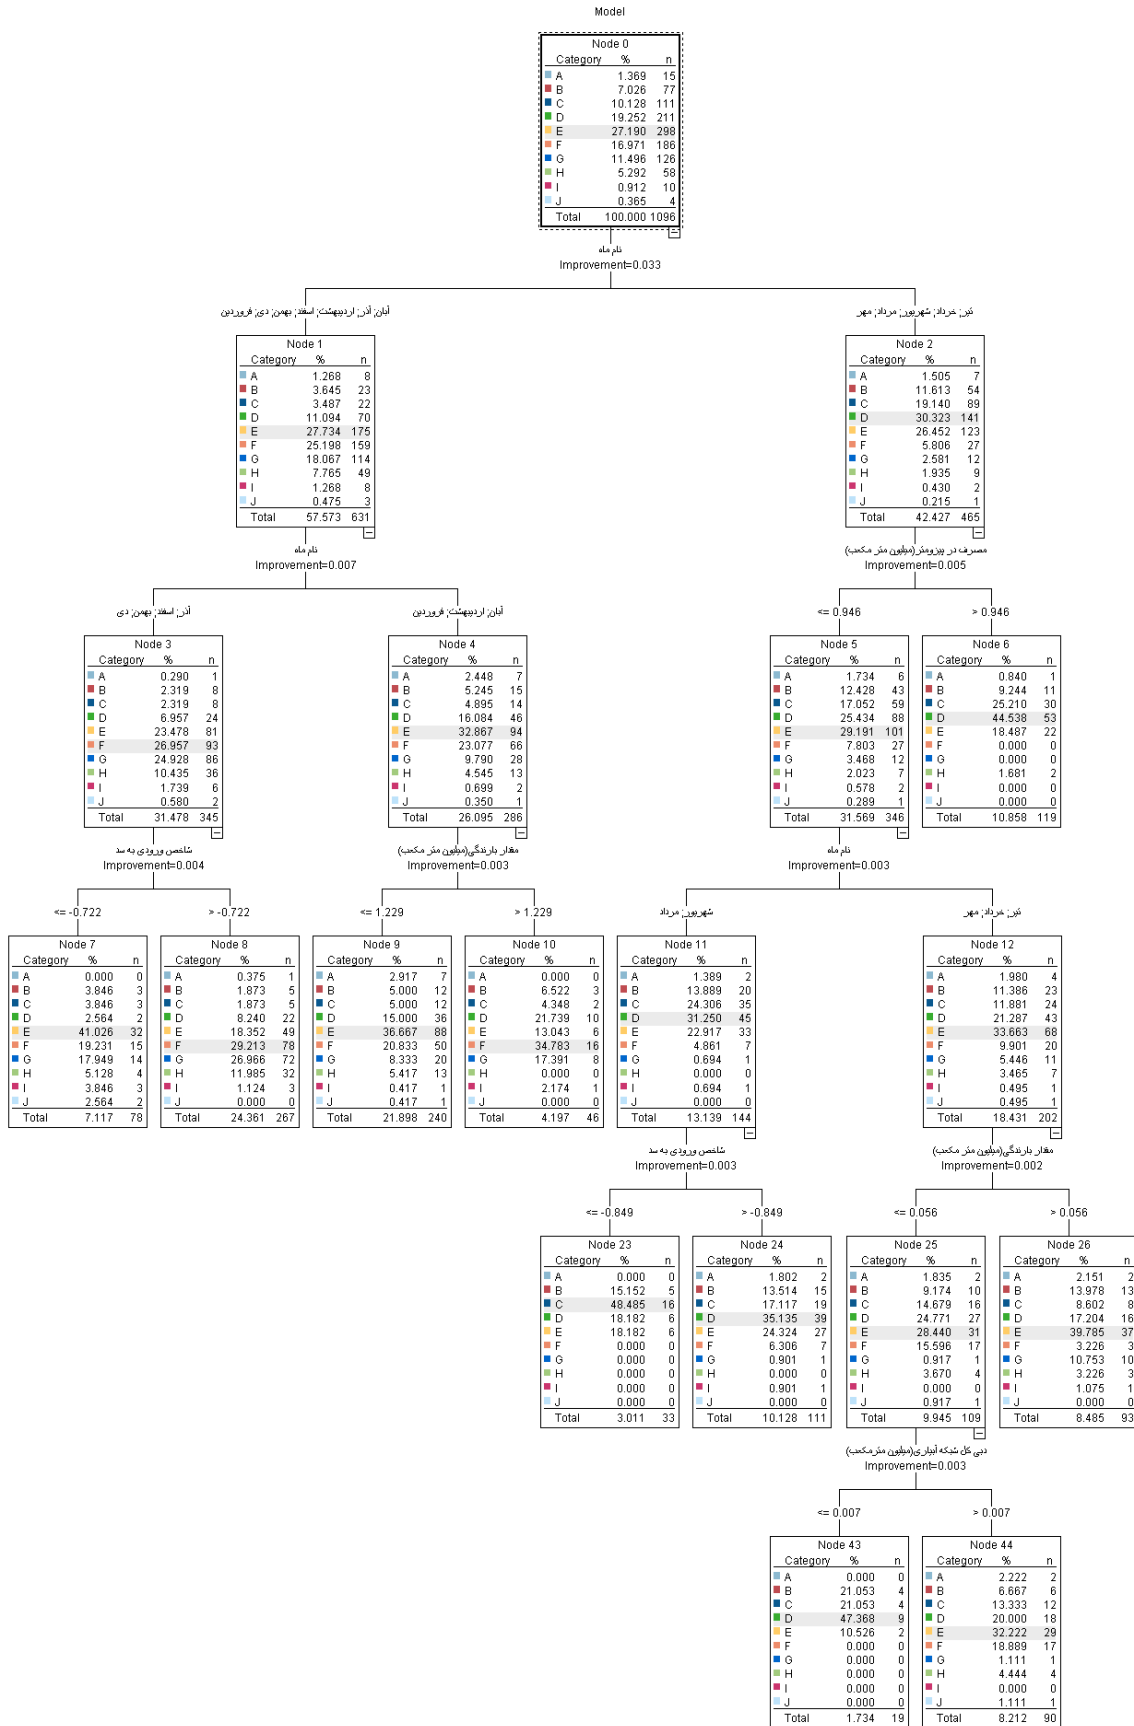 Model
Node 0
Category % n
A 1.369 15
B 7.026 77
C 10.128 111
D 19.252 211
E 27.190 298
F 16.971 186
G 11.496 126
H 5.292 58
I 0.912 10
J 0.365 4
Total 100.000 1096
نام ماه
Improvement=0.033
آبان; آذر; اردیبهشت; اسفند; بهمن; دی; فروردین
تیر; خرداد; شهریور; مرداد; مهر
Node 1
Category % n
A 1.268 8
B 3.645 23
C 3.487 22
D 11.094 70
E 27.734 175
F 25.198 159
G 18.067 114
H 7.765 49
I 1.268 8
J 0.475 3
Total 57.573 631
Node 2
Category % n
A 1.505 7
B 11.613 54
C 19.140 89
D 30.323 141
E 26.452 123
F 5.806 27
G 2.581 12
H 1.935 9
I 0.430 2
J 0.215 1
Total 42.427 465
نام ماه
Improvement=0.007
مصرف در پیزومتر(میلیون متر مکعب)
Improvement=0.005
آذر; اسفند; بهمن; دی
آبان; اردیبهشت; فروردین
<= 0.946
> 0.946
Node 3
Category % n
A 0.290 1
B 2.319 8
C 2.319 8
D 6.957 24
E 23.478 81
F 26.957 93
G 24.928 86
H 10.435 36
I 1.739 6
J 0.580 2
Total 31.478 345
Node 4
Category % n
A 2.448 7
B 5.245 15
C 4.895 14
D 16.084 46
E 32.867 94
F 23.077 66
G 9.790 28
H 4.545 13
I 0.699 2
J 0.350 1
Total 26.095 286
Node 5
Category % n
A 1.734 6
B 12.428 43
C 17.052 59
D 25.434 88
E 29.191 101
F 7.803 27
G 3.468 12
H 2.023 7
I 0.578 2
J 0.289 1
Total 31.569 346
Node 6
Category % n
A 0.840 1
B 9.244 11
C 25.210 30
D 44.538 53
E 18.487 22
F 0.000 0
G 0.000 0
H 1.681 2
I 0.000 0
J 0.000 0
Total 10.858 119
شاخص ورودی به سد
Improvement=0.004
مقدار بارندگی(میلیون متر مکعب)
Improvement=0.003
نام ماه
Improvement=0.003
<= -0.722
> -0.722
<= 1.229
> 1.229
شهریور; مرداد
تیر; خرداد; مهر
Node 7
Category % n
A 0.000 0
B 3.846 3
C 3.846 3
D 2.564 2
E 41.026 32
F 19.231 15
G 17.949 14
H 5.128 4
I 3.846 3
J 2.564 2
Total 7.117 78
Node 8
Category % n
A 0.375 1
B 1.873 5
C 1.873 5
D 8.240 22
E 18.352 49
F 29.213 78
G 26.966 72
H 11.985 32
I 1.124 3
J 0.000 0
Total 24.361 267
Node 9
Category % n
A 2.917 7
B 5.000 12
C 5.000 12
D 15.000 36
E 36.667 88
F 20.833 50
G 8.333 20
H 5.417 13
I 0.417 1
J 0.417 1
Total 21.898 240
Node 10
Category % n
A 0.000 0
B 6.522 3
C 4.348 2
D 21.739 10
E 13.043 6
F 34.783 16
G 17.391 8
H 0.000 0
I 2.174 1
J 0.000 0
Total 4.197 46
Node 11
Category % n
A 1.389 2
B 13.889 20
C 24.306 35
D 31.250 45
E 22.917 33
F 4.861 7
G 0.694 1
H 0.000 0
I 0.694 1
J 0.000 0
Total 13.139 144
Node 12
Category % n
A 1.980 4
B 11.386 23
C 11.881 24
D 21.287 43
E 33.663 68
F 9.901 20
G 5.446 11
H 3.465 7
I 0.495 1
J 0.495 1
Total 18.431 202
شاخص ورودی به سد
Improvement=0.003
مقدار بارندگی(میلیون متر مکعب)
Improvement=0.002
<= -0.849
> -0.849
<= 0.056
> 0.056
Node 23
Category % n
A 0.000 0
B 15.152 5
C 48.485 16
D 18.182 6
E 18.182 6
F 0.000 0
G 0.000 0
H 0.000 0
I 0.000 0
J 0.000 0
Total 3.011 33
Node 24
Category % n
A 1.802 2
B 13.514 15
C 17.117 19
D 35.135 39
E 24.324 27
F 6.306 7
G 0.901 1
H 0.000 0
I 0.901 1
J 0.000 0
Total 10.128 111
Node 25
Category % n
A 1.835 2
B 9.174 10
C 14.679 16
D 24.771 27
E 28.440 31
F 15.596 17
G 0.917 1
H 3.670 4
I 0.000 0
J 0.917 1
Total 9.945 109
Node 26
Category % n
A 2.151 2
B 13.978 13
C 8.602 8
D 17.204 16
E 39.785 37
F 3.226 3
G 10.753 10
H 3.226 3
I 1.075 1
J 0.000 0
Total 8.485 93
دبی کل شبکه آبیاری(میلیون مترمکعب)
Improvement=0.003
<= 0.007
> 0.007
Node 43
Category % n
A 0.000 0
B 21.053 4
C 21.053 4
D 47.368 9
E 10.526 2
F 0.000 0
G 0.000 0
H 0.000 0
I 0.000 0
J 0.000 0
Total 1.734 19
Node 44
Category % n
A 2.222 2
B 6.667 6
C 13.333 12
D 20.000 18
E 32.222 29
F 18.889 17
G 1.111 1
H 4.444 4
I 0.000 0
J 1.111 1
Total 8.212 90